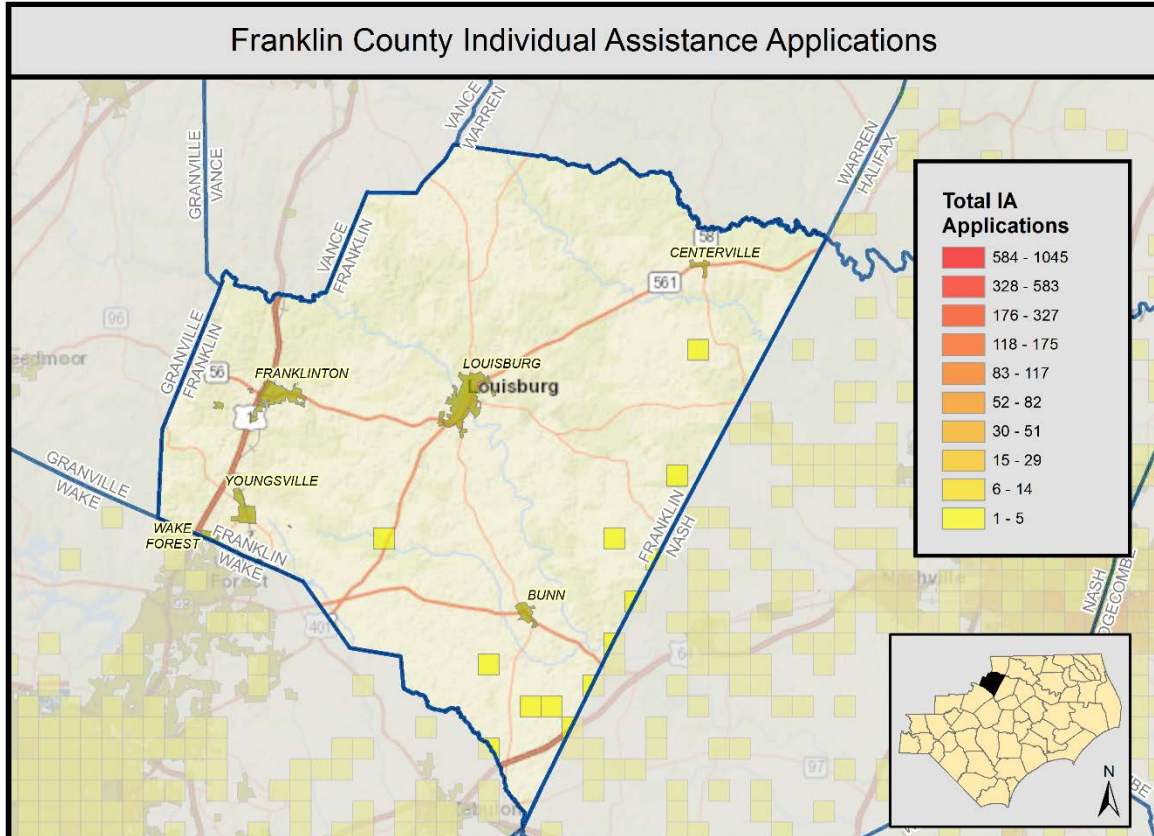 Franklin County Individual Assistance Applications
VANCE
WARREN
GRANVILLE
VANCE
WARREN
HALIFAX
VANCE
FRANKLIN
58
CENTERVILLE
561
96
GRANVILLE
FRANKLIN
56
FRANKLINTON
LOUISBURG
Louisburg
1
GRANVILLE
WAKE
YOUNGSVILLE
WAKE
FOREST
FRANKLIN
WAKE
Forest
FRANKLIN
NASH
BUNN
401
64
Nashville
NASH
97
Total IA
Applications
584 - 1045
328 - 583
176 - 327
118 - 175
83 - 117
52 - 82
30 - 51
15 - 29
6 - 14
1 - 5
N